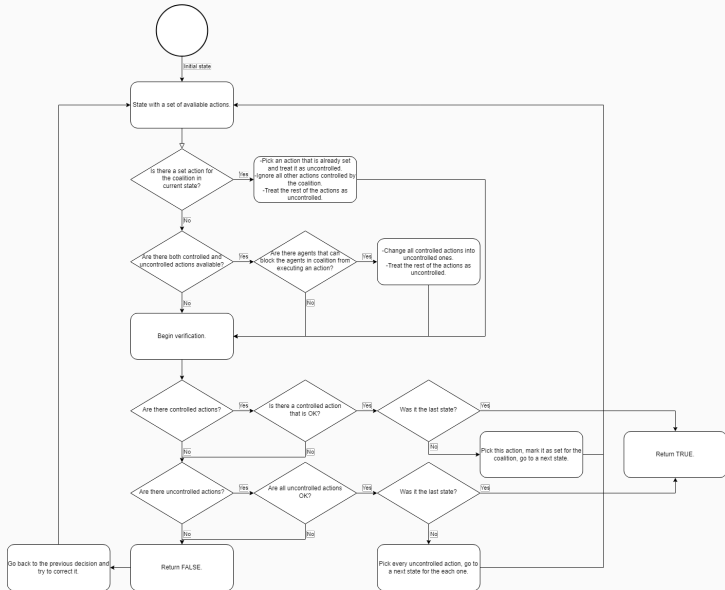 Initial state
State with a set of avaliable actions.
Is there a set action for
the coalition in
current state?
Yes
-Pick an action that is already set
and treat it as uncontrolled.
-Ignore all other actions controlled by
the coalition.
-Treat the rest of the actions as
uncontrolled.
No
Are there both controlled and
uncontrolled actions avaliable?
Yes
Are there agents that can
block the agents in coalition from
executing an action?
Yes
-Change all controlled actions into
uncontrolled ones.
-Treat the rest of the actions as
uncontrolled.
No
No
Begin verification.
Are there controlled actions?
Yes
Is there a controlled action
that is OK?
Yes
Was it the last state?
Yes
No
No
No
Pick this action, mark it as set for the
coalition, go to a next state.
Return TRUE.
Are there uncontrolled actions?
Yes
Are all uncontrolled actions
OK?
Yes
Was it the last state?
Yes
No
No
No
Go back to the previous decision and
try to correct it.
Return FALSE.
Pick every uncontrolled action, go to
a next state for the each one.